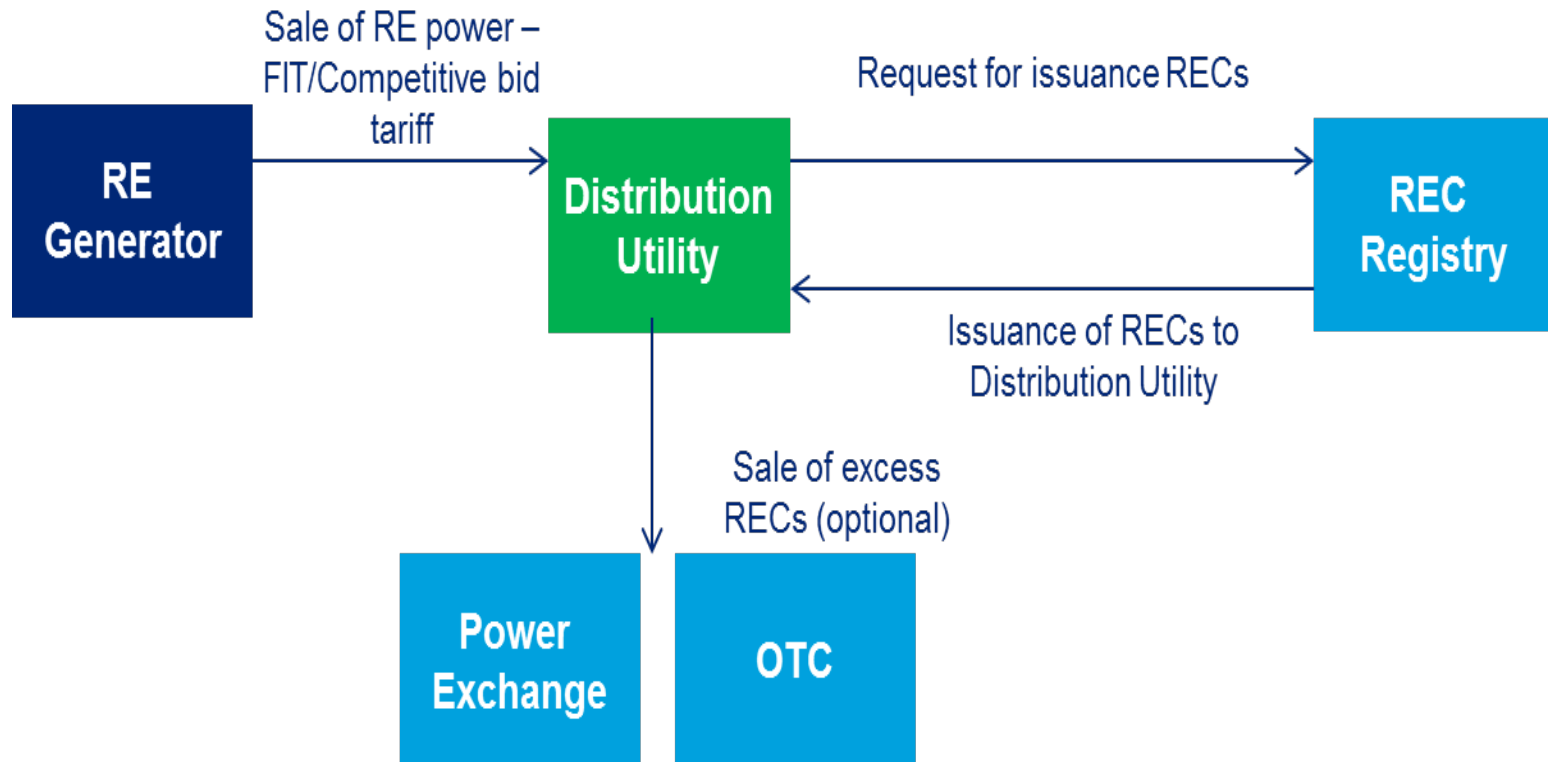 Sale of RE power –
FIT/Competitive bid
tariff
Request for issuance RECs
RE
Generator
Distribution
Utility
REC
Registry
Issuance of RECs to
Distribution Utility
Sale of excess
RECs (optional)
Power
Exchange
OTC